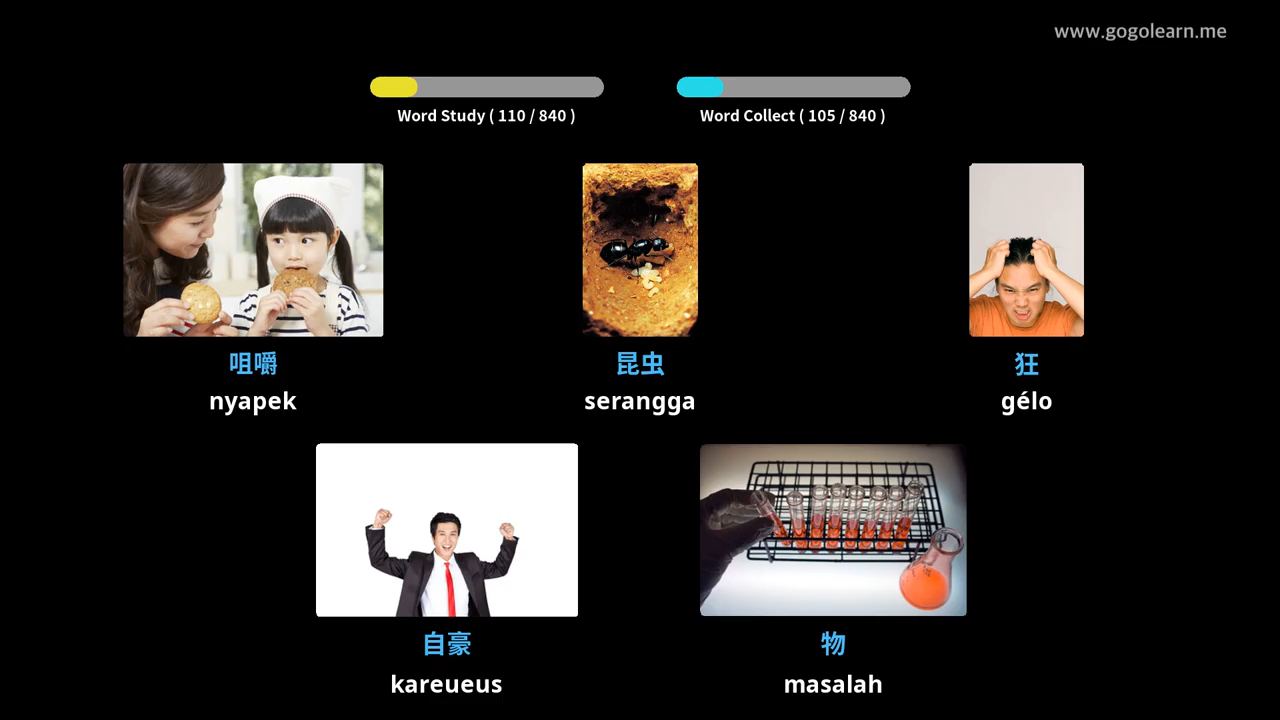 www.gogolearn.me
Word Study ( 110 / 840 )
Word Collect ( 105 / 840 )
咀嚼
nyapek
昆虫
serangga
狂
gélo
自豪
kareueus
物
masalah